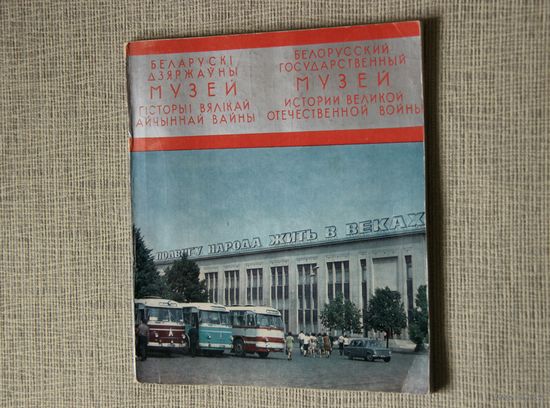 БЕЛАРУСКІ
ДЗЯРЖАЎНЫ
МУЗЕЙ
ГІСТОРЫІ ВЯЛІКАЙ
АЙЧЫННАЙ ВАЙНЫ
БЕЛОРУССКИЙ
ГОСУДАРСТВЕННЫЙ
МУЗЕЙ
ИСТОРИИ ВЕЛИКОЙ
ОТЕЧЕСТВЕННОЙ ВОЙНЫ
ПОДВИГУ НАРОДА ЖИТЬ В ВЕКАХ